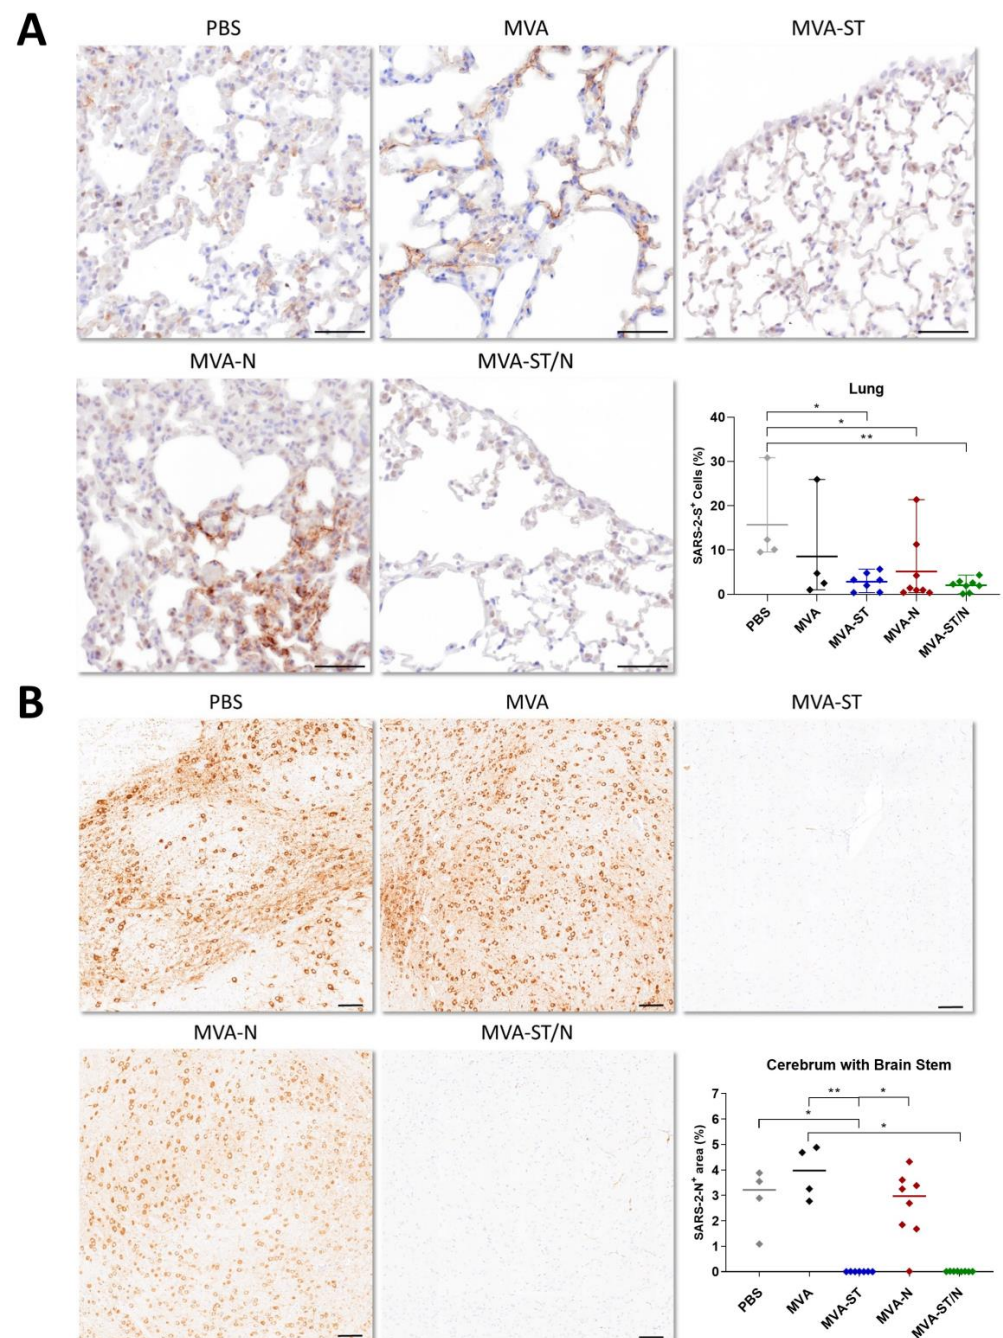 A
PBS MVA MVA-ST
MVA-N MVA-ST/N
Lung
SARS-2-S⁺ Cells (%)
40
30
20
10
0
* 
*
**
PBS MVA MVA-ST MVA-N MVA-ST/N
B
PBS MVA MVA-ST
MVA-N MVA-ST/N
Cerebrum with Brain Stem
SARS-2-N⁺ area (%)
7
6
5
4
3
2
1
0
** *
*
*
PBS MVA MVA-ST MVA-N MVA-ST/N